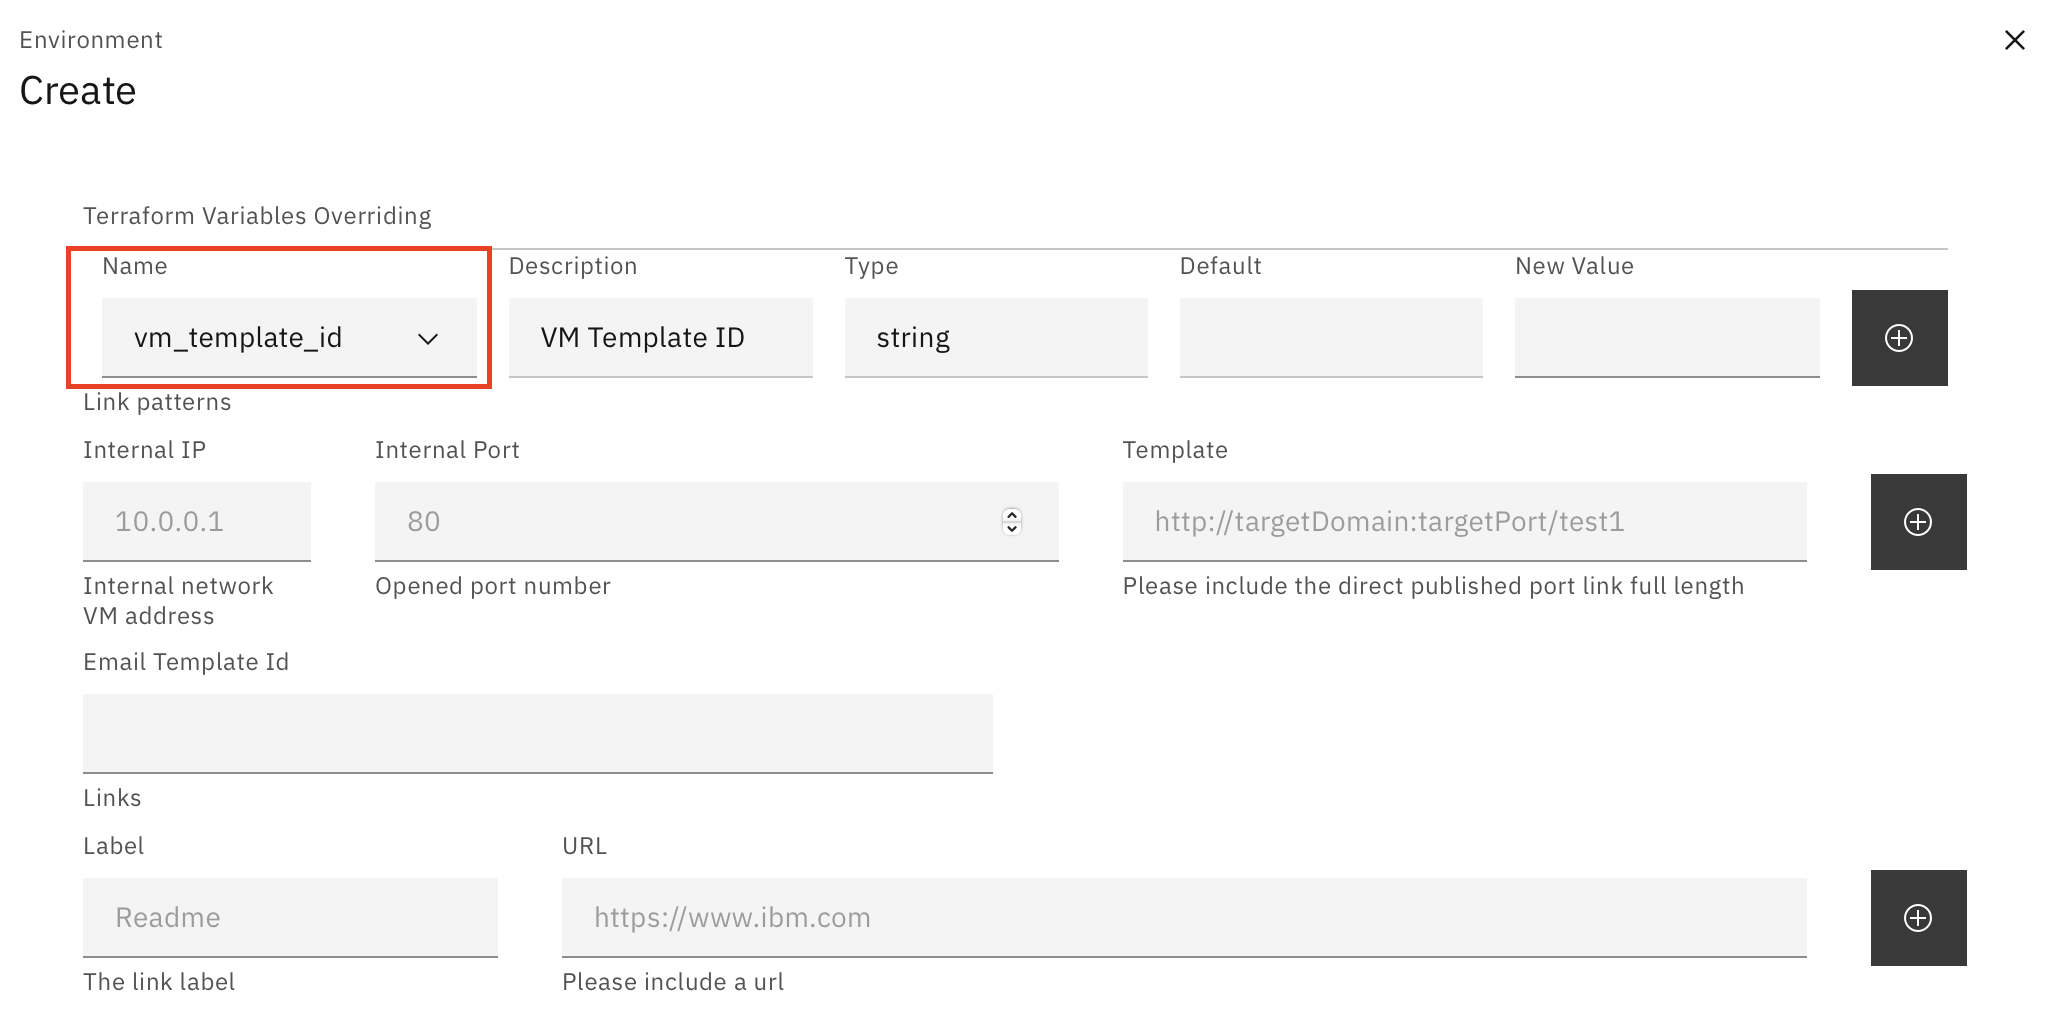 Environment
Create
Terraform Variables Overriding
Name Description Type Default New Value
vm_template_id VM Template ID string
Link patterns
Internal IP Internal Port Template
10.0.0.1 80 http://targetDomain:targetPort/test1
Internal network Opened port number Please include the direct published port link full length
VM address
Email Template Id
Links
Label URL
Readme https://www.ibm.com
The link label Please include a url